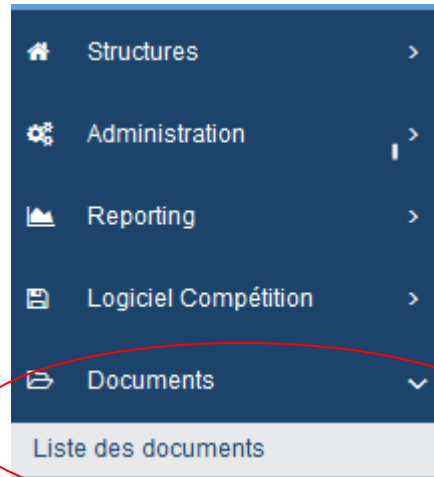 Structures
Administration
Reporting
Logiciel Compétition
Documents
Liste des documents